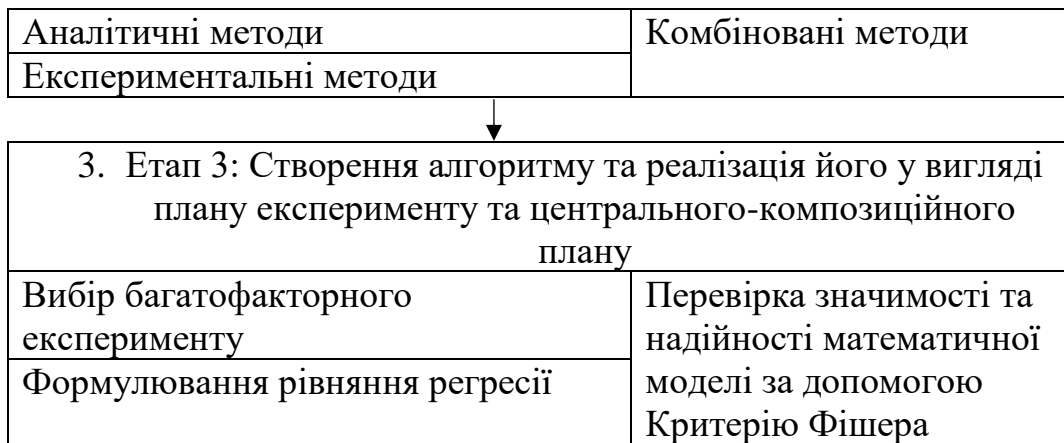 Аналітичні методи
Комбіновані методи
Експериментальні методи
3. Етап 3: Створення алгоритму та реалізація його у вигляді
плану експерименту та центрального-композиційного
плану
Вибір багатофакторного
експерименту
Формулювання рівняння регресії
Перевірка значимості та
надійності математичної
моделі за допомогою
Критерію Фішера